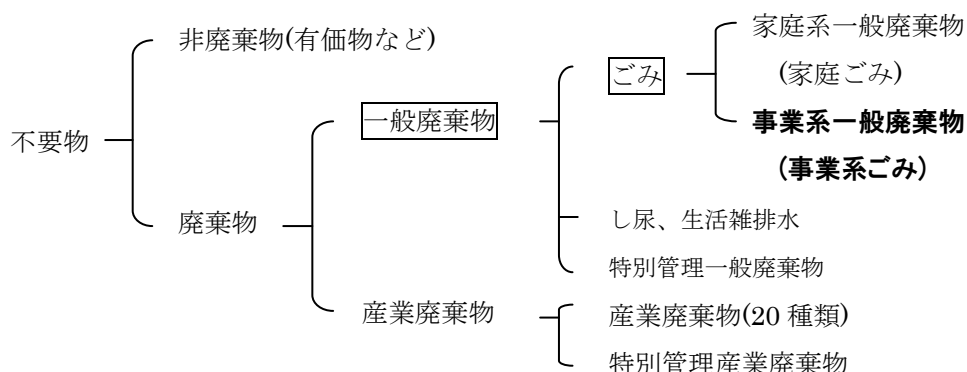 不要物
非廃棄物(有価物など)
廃棄物
一般廃棄物
ごみ
家庭系一般廃棄物
(家庭ごみ)
事業系一般廃棄物
(事業系ごみ)
し尿、生活雑排水
特別管理一般廃棄物
産業廃棄物
産業廃棄物(20 種類)
特別管理産業廃棄物